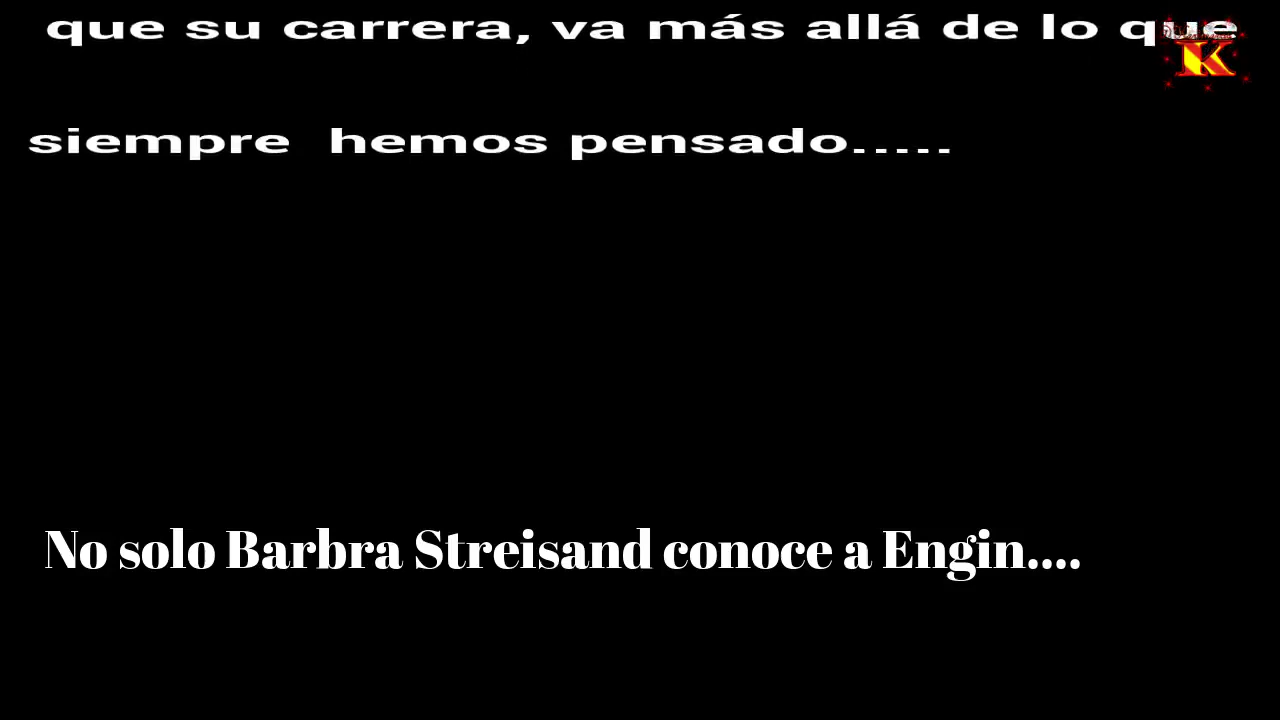 que su carrera, va más allá de lo que
siempre hemos pensado.....
No solo Barbra Streisand conoce a Engin....
K